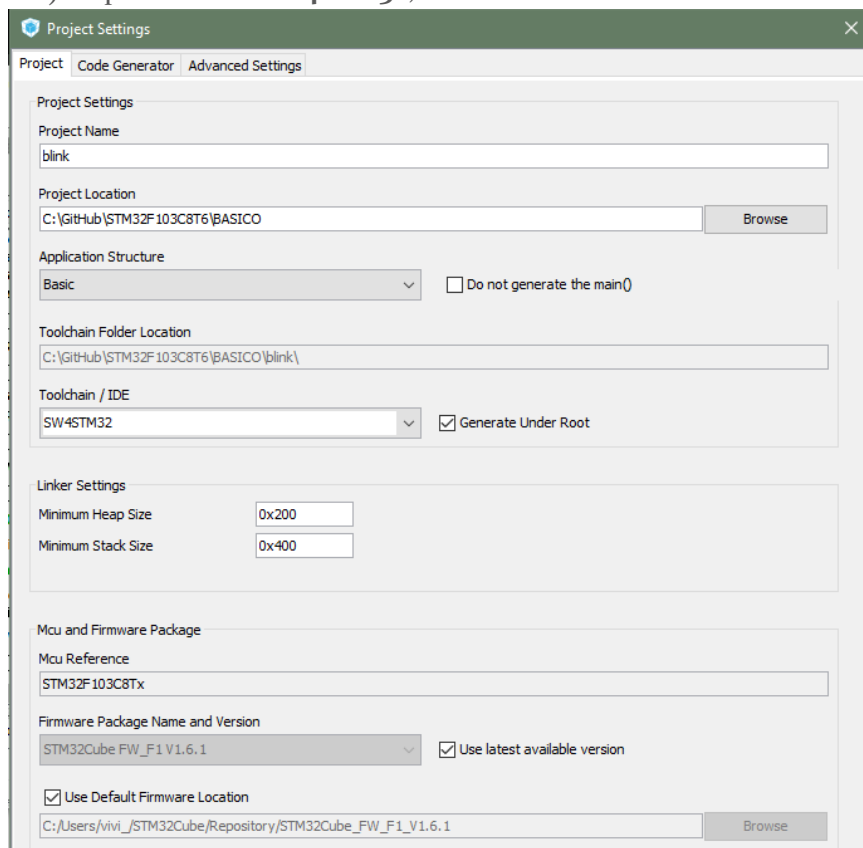 Project Settings
Project Code Generator Advanced Settings
Project Settings
Project Name
blink
Project Location
C:\GitHub\STM32F103C8T6\BASICO Browse
Application Structure
Basic Do not generate the main()
Toolchain Folder Location
C:\GitHub\STM32F103C8T6\BASICO\blink\
Toolchain / IDE
SW4STM32 Generate Under Root
Linker Settings
Minimum Heap Size 0x200
Minimum Stack Size 0x400
Mcu and Firmware Package
Mcu Reference
STM32F103C8Tx
Firmware Package Name and Version
STM32Cube FW_F1 V1.6.1 Use latest available version
Use Default Firmware Location
C:/Users/vivi_/STM32Cube/Repository/STM32Cube_FW_F1_V1.6.1 Browse